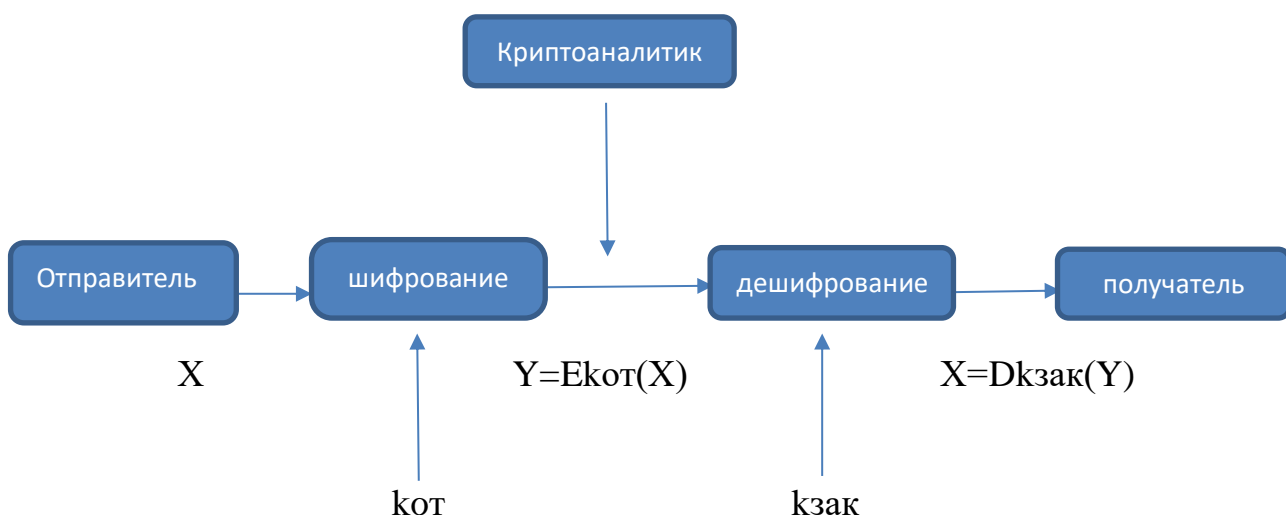 Криптоаналитик
Отправитель
шифрование
дешифрование
получатель
X
Y=Ekот(X)
X=Dkзак(Y)
kот
kзак